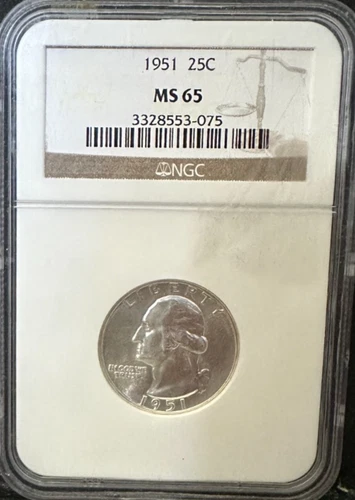 1951 25C
MS 65
3328553-075
NGC
LIBERTY
IN GOD WE
TRUST
1951